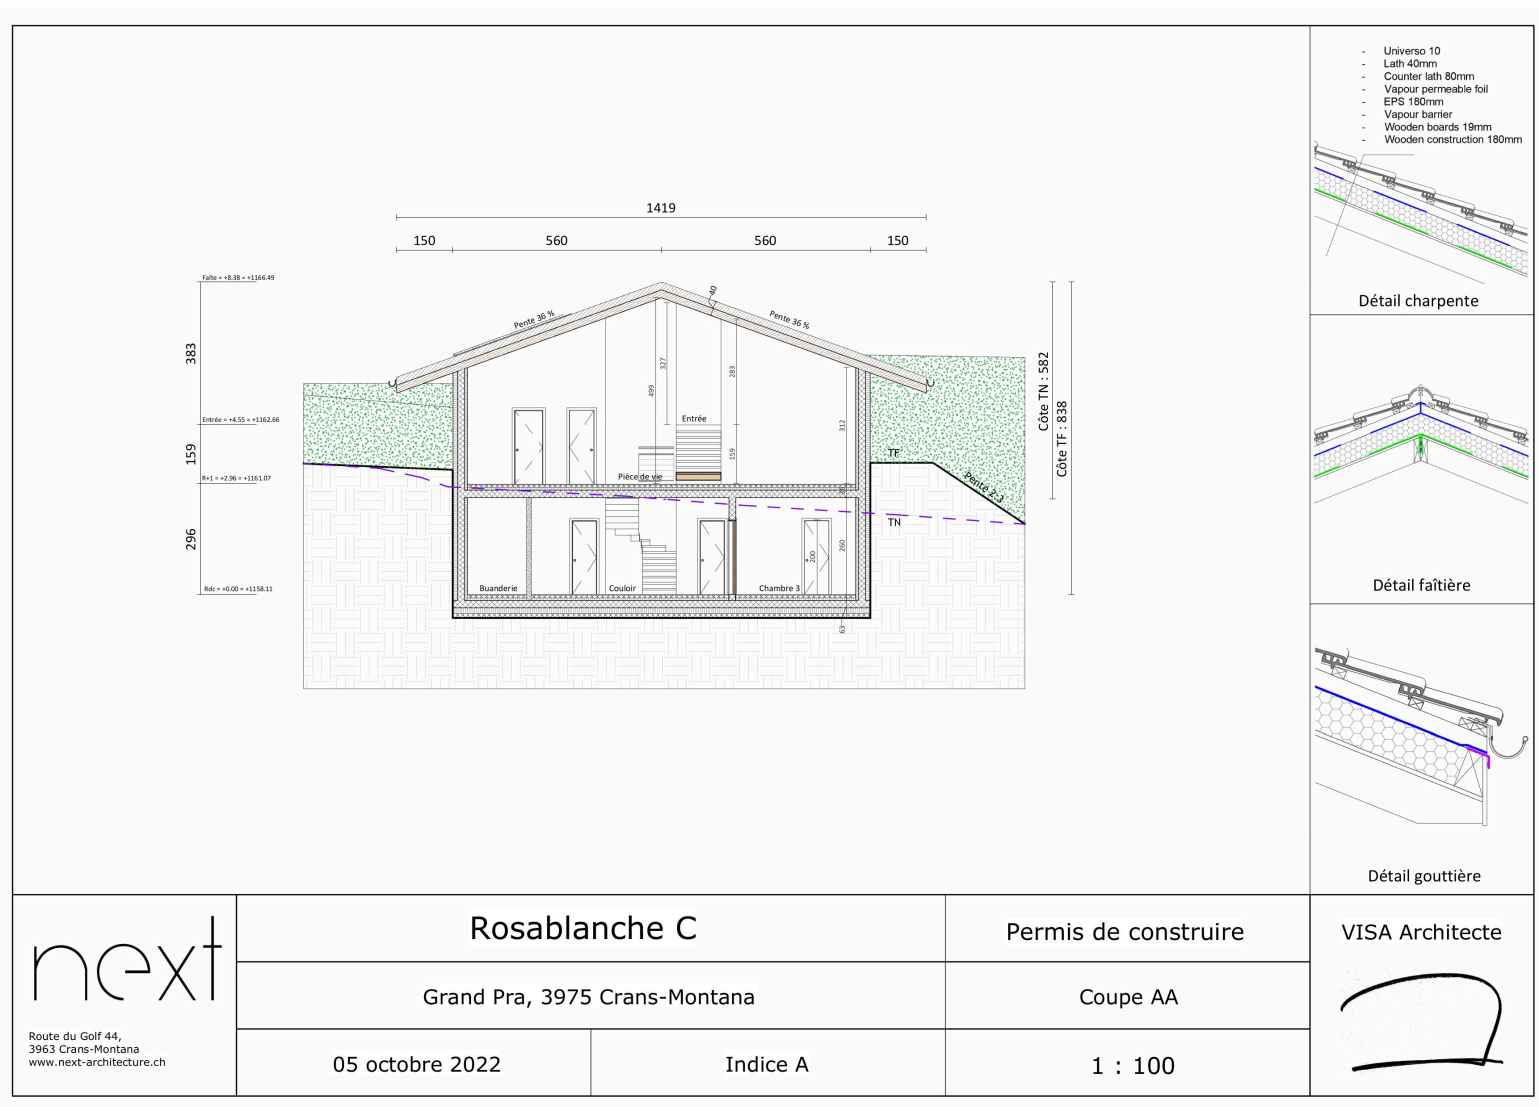 - Universo 10
- Lath 40mm
- Counter lath 80mm
- Vapour permeable foil
- EPS 180mm
- Vapour barrier
- Wooden boards 19mm
- Wooden construction 180mm
Détail charpente
Détail faîtière
Détail gouttière
1419
150 560 560 150
Faîte = +8.38 = +1166.49
383
Entrée = +4.55 = +1162.66
159
R+1 = +2.96 = +1161.07
296
Rdc = +0.00 = +1158.11
Pente 36 %
40
Pente 36 %
327
499
283
312
Entrée
159
Pièce de vie
TF
Pente 2:3
TN
Côte TN : 582
Côte TF : 838
200
260
Buanderie
Couloir
Chambre 3
63
next
Route du Golf 44,
3963 Crans-Montana
www.next-architecture.ch
Rosablanche C
Permis de construire
Grand Pra, 3975 Crans-Montana
Coupe AA
05 octobre 2022
Indice A
1 : 100
VISA Architecte